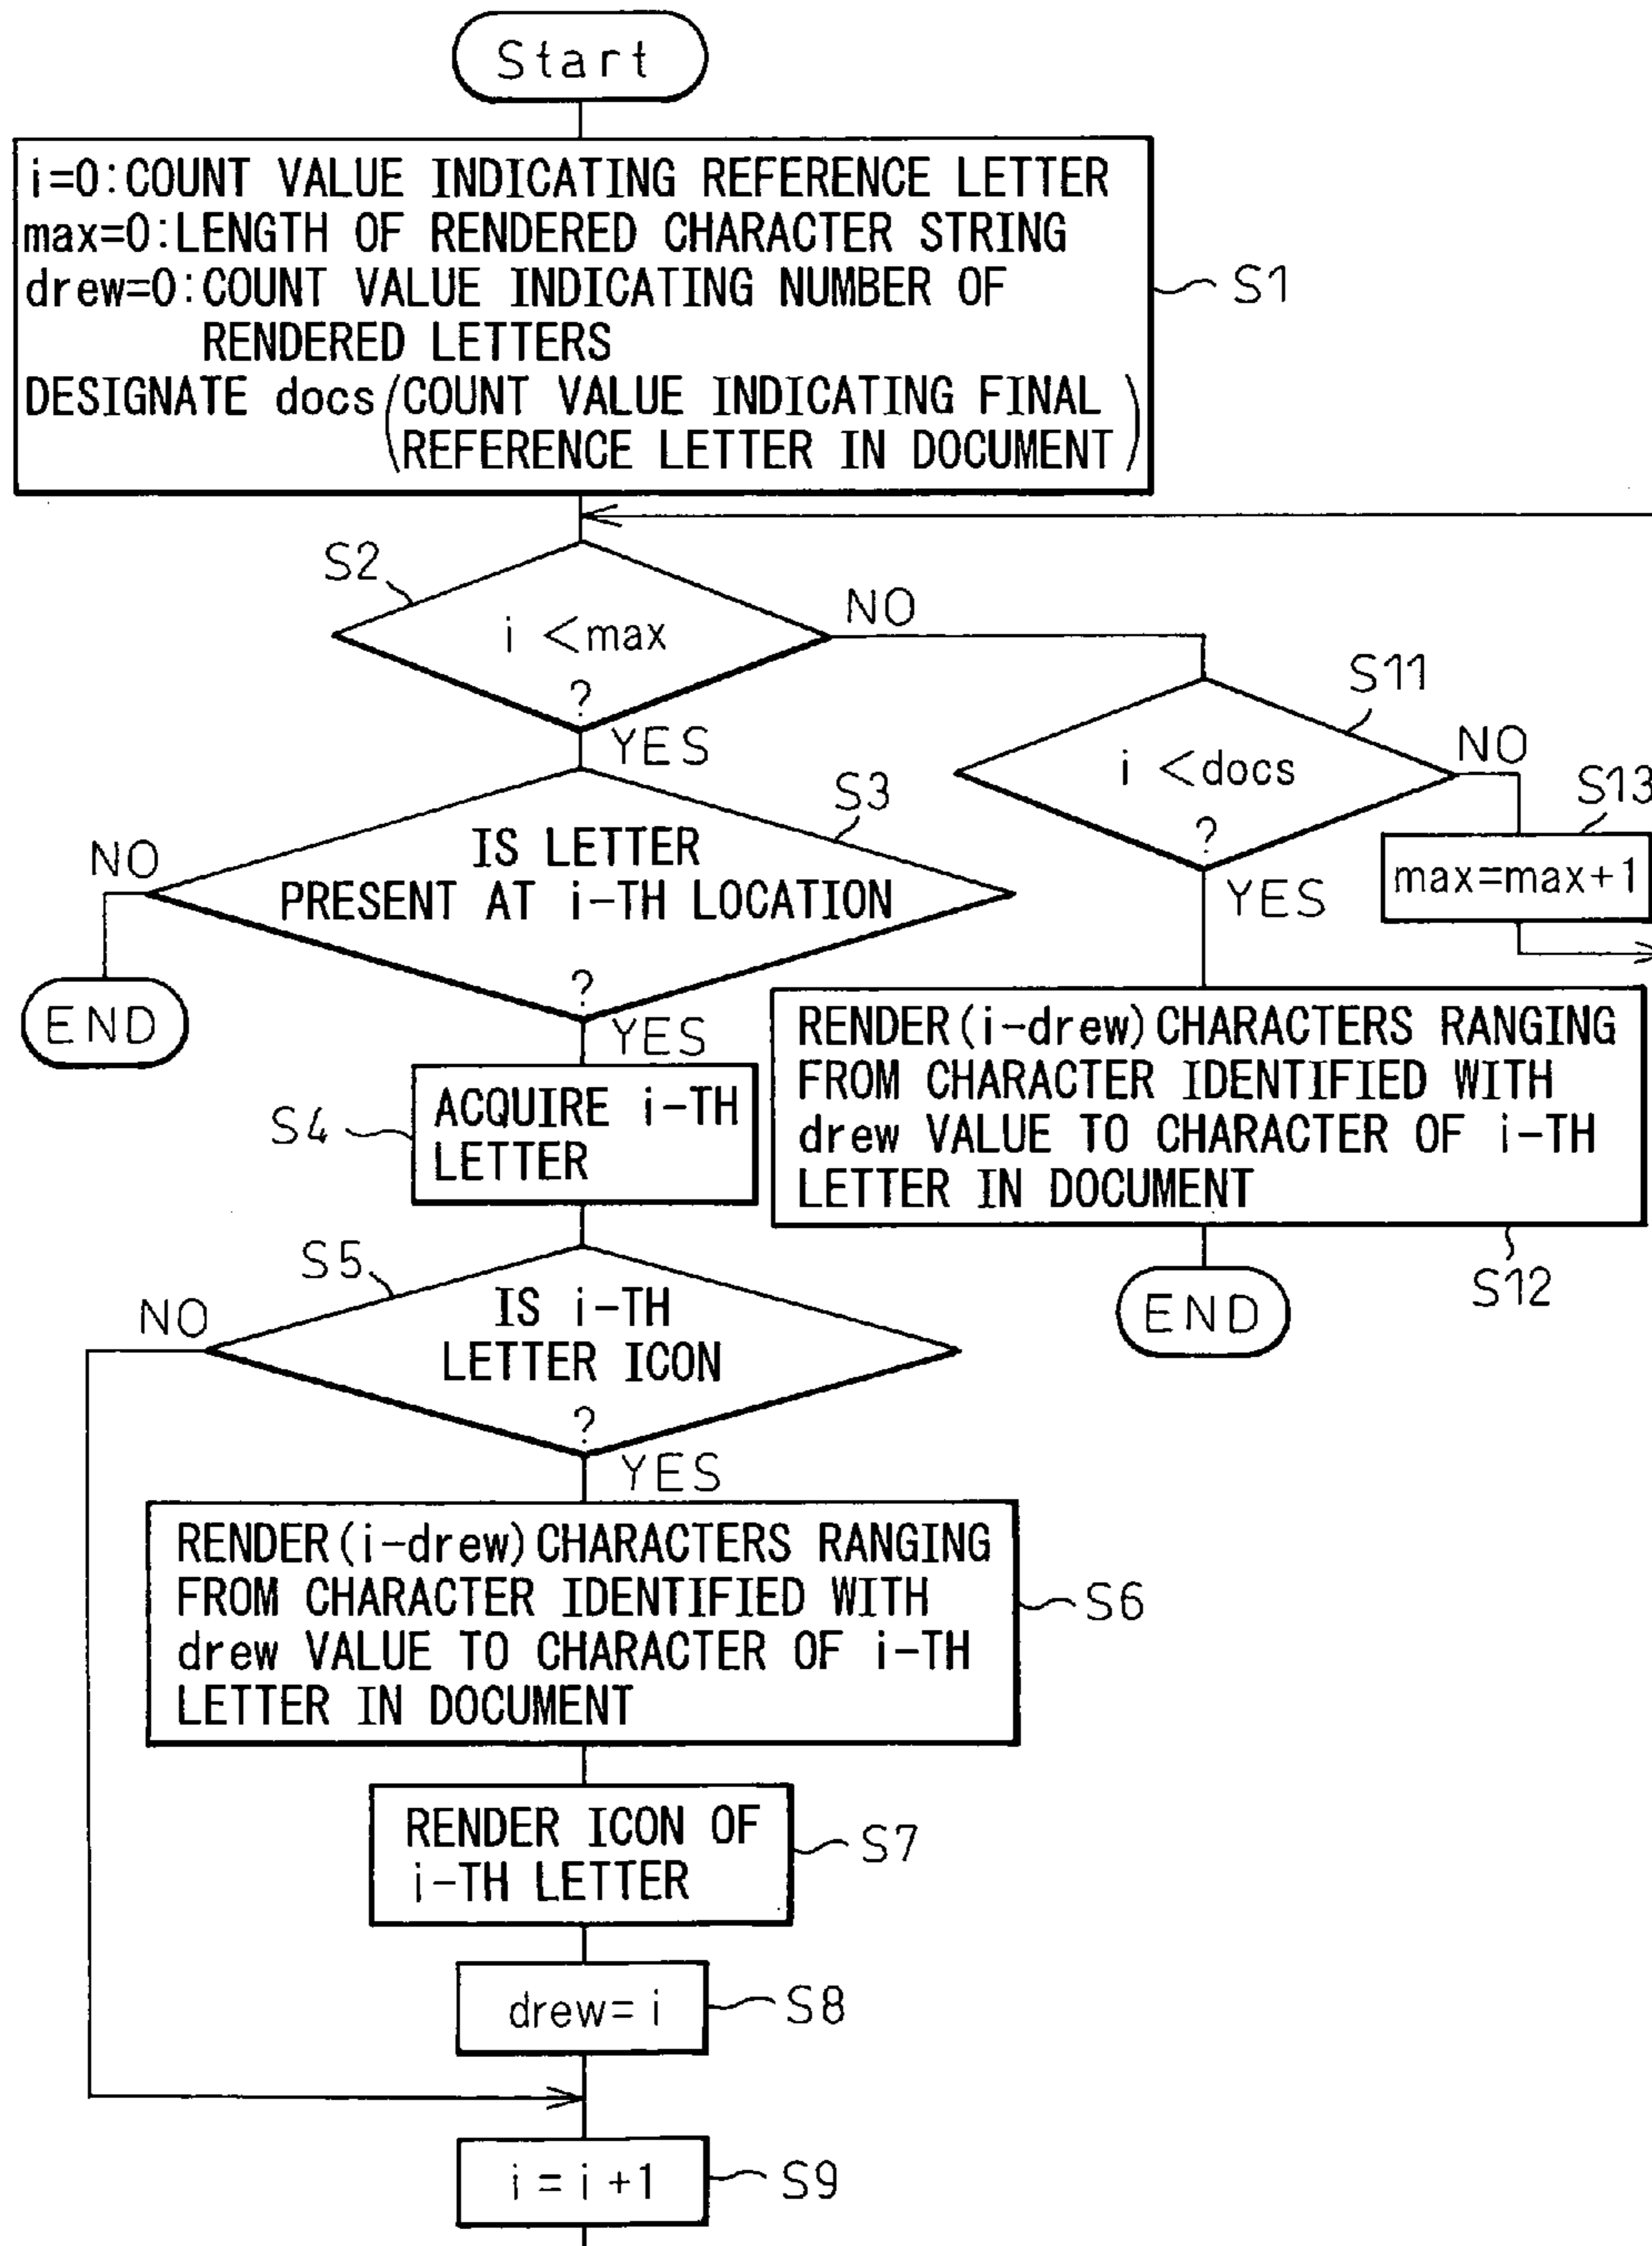 Start
i=0:COUNT VALUE INDICATING REFERENCE LETTER
max=0:LENGTH OF RENDERED CHARACTER STRING
drew=0:COUNT VALUE INDICATING NUMBER OF
RENDERED LETTERS
DESIGNATE docs(COUNT VALUE INDICATING FINAL
REFERENCE LETTER IN DOCUMENT)
S1
S2
i <max
?
NO
YES
S11
i <docs
?
NO
YES
S13
max=max+1
S3
IS LETTER
PRESENT AT i-TH LOCATION
?
NO
END
YES
S4
ACQUIRE i-TH
LETTER
RENDER(i-drew)CHARACTERS RANGING
FROM CHARACTER IDENTIFIED WITH
drew VALUE TO CHARACTER OF i-TH
LETTER IN DOCUMENT
S12
END
S5
IS i-TH
LETTER ICON
?
NO
YES
RENDER(i-drew)CHARACTERS RANGING
FROM CHARACTER IDENTIFIED WITH
drew VALUE TO CHARACTER OF i-TH
LETTER IN DOCUMENT
S6
RENDER ICON OF
i-TH LETTER
S7
drew= i
S8
i = i +1
S9